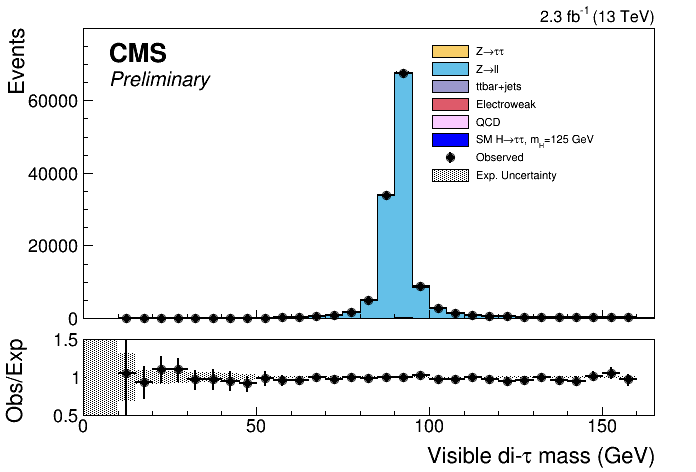 2.3 fb⁻¹ (13 TeV)
Events
CMS
Preliminary
Z→ττ
Z→ll
ttbar+jets
Electroweak
QCD
SM H→ττ, m_H=125 GeV
Observed
Exp. Uncertainty
60000
40000
20000
0
Obs/Exp
1.5
1
0.5
0 50 100 150
Visible di-τ mass (GeV)